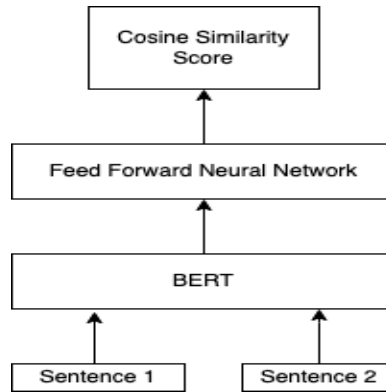 Cosine Similarity
Score
Feed Forward Neural Network
BERT
Sentence 1
Sentence 2